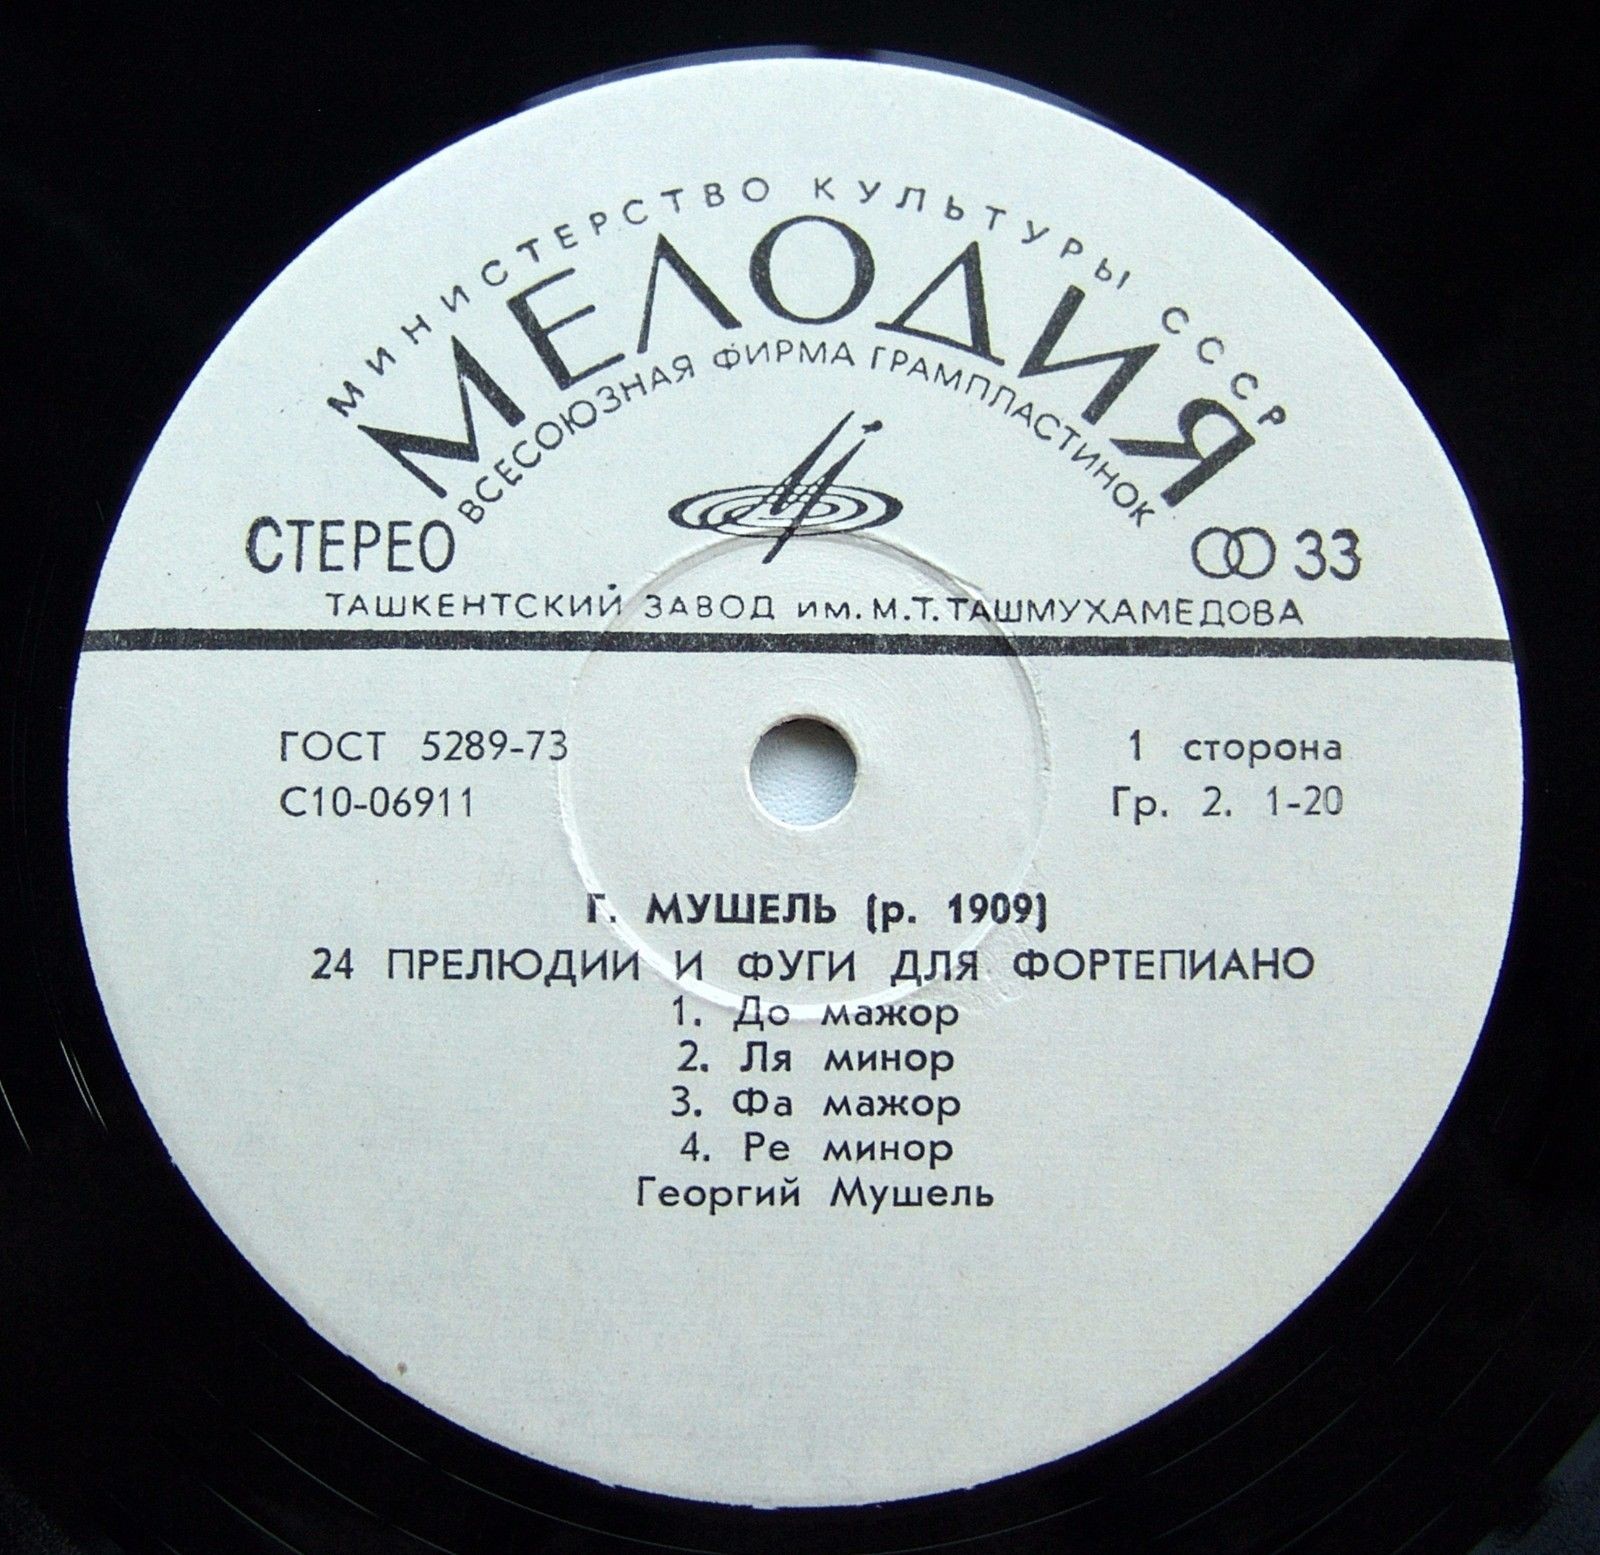 МИНИСТЕРСТВО КУЛЬТУРЫ СССР
МЕЛОДИЯ
ВСЕСОЮЗНАЯ ФИРМА ГРАМПЛАСТИНОК
СТЕРЕО
33
ТАШКЕНТСКИЙ ЗАВОД им. М.Т. ТАШМУХАМЕДОВА
ГОСТ 5289-73
1 сторона
С10-06911
Гр. 2. 1-20
Г. МУШЕЛЬ (р. 1909)
24 ПРЕЛЮДИИ И ФУГИ ДЛЯ ФОРТЕПИАНО
1. До мажор
2. Ля минор
3. Фа мажор
4. Ре минор
Георгий Мушель